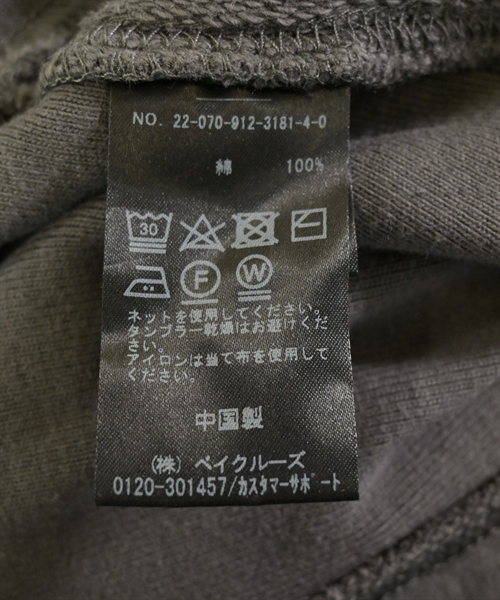 NO. 22-070-912-3181-4-0
綿 100%
30
F W
ネットを使用してください。
タンブラー乾燥はお避けくだ
さい。
アイロンは当て布を使用して
ください。
中国製
(株) ベイクルーズ
0120-301457/カスタマーサポート